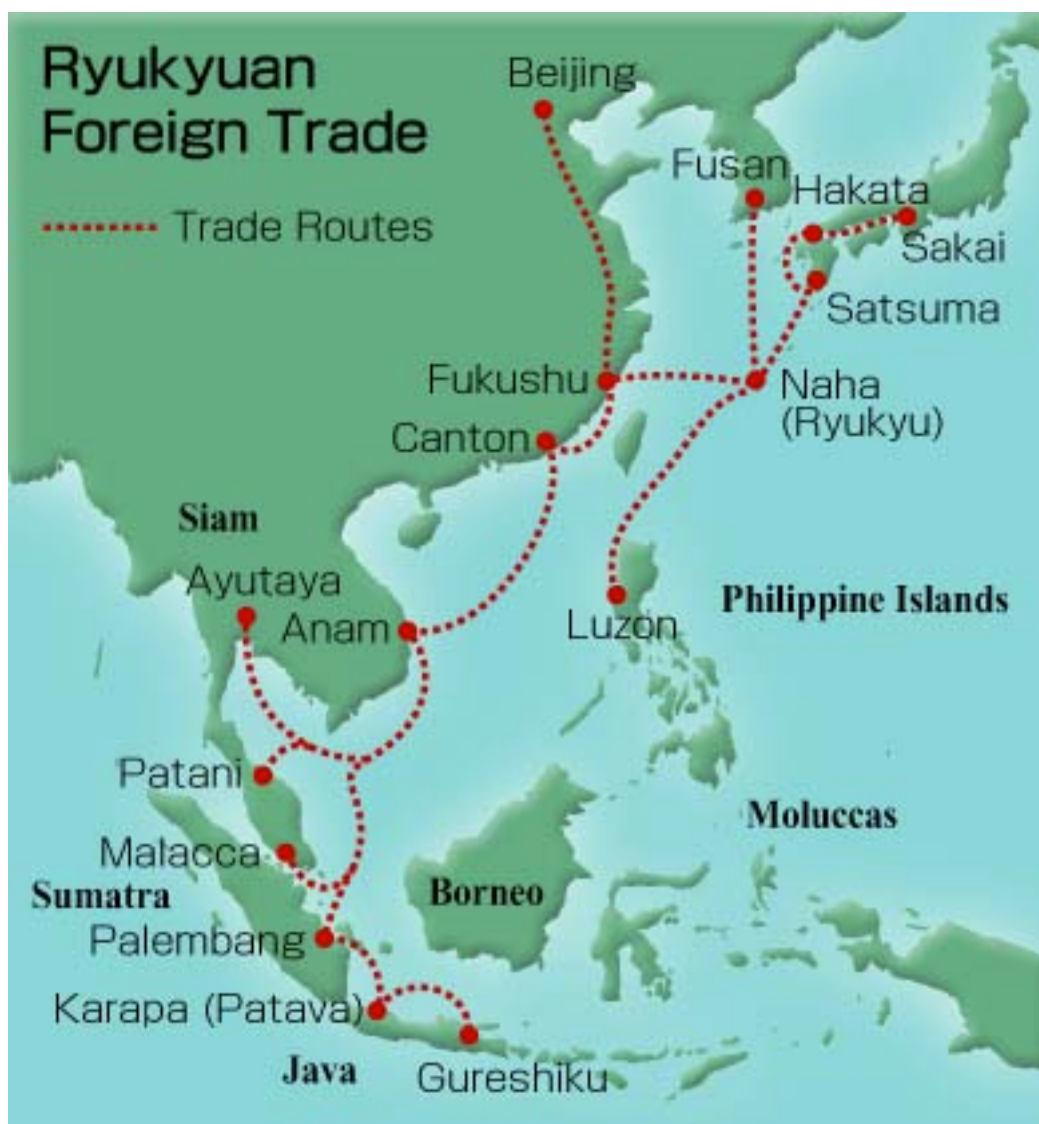 Ryukyuan
Foreign Trade
Trade Routes
Beijing
Fusan
Hakata
Sakai
Satsuma
Fukushu
Naha
(Ryukyu)
Canton
Siam
Ayutaya
Anam
Luzon
Philippine Islands
Patani
Moluccas
Malacca
Sumatra
Borneo
Palembang
Karapa (Patava)
Java
Gureshiku